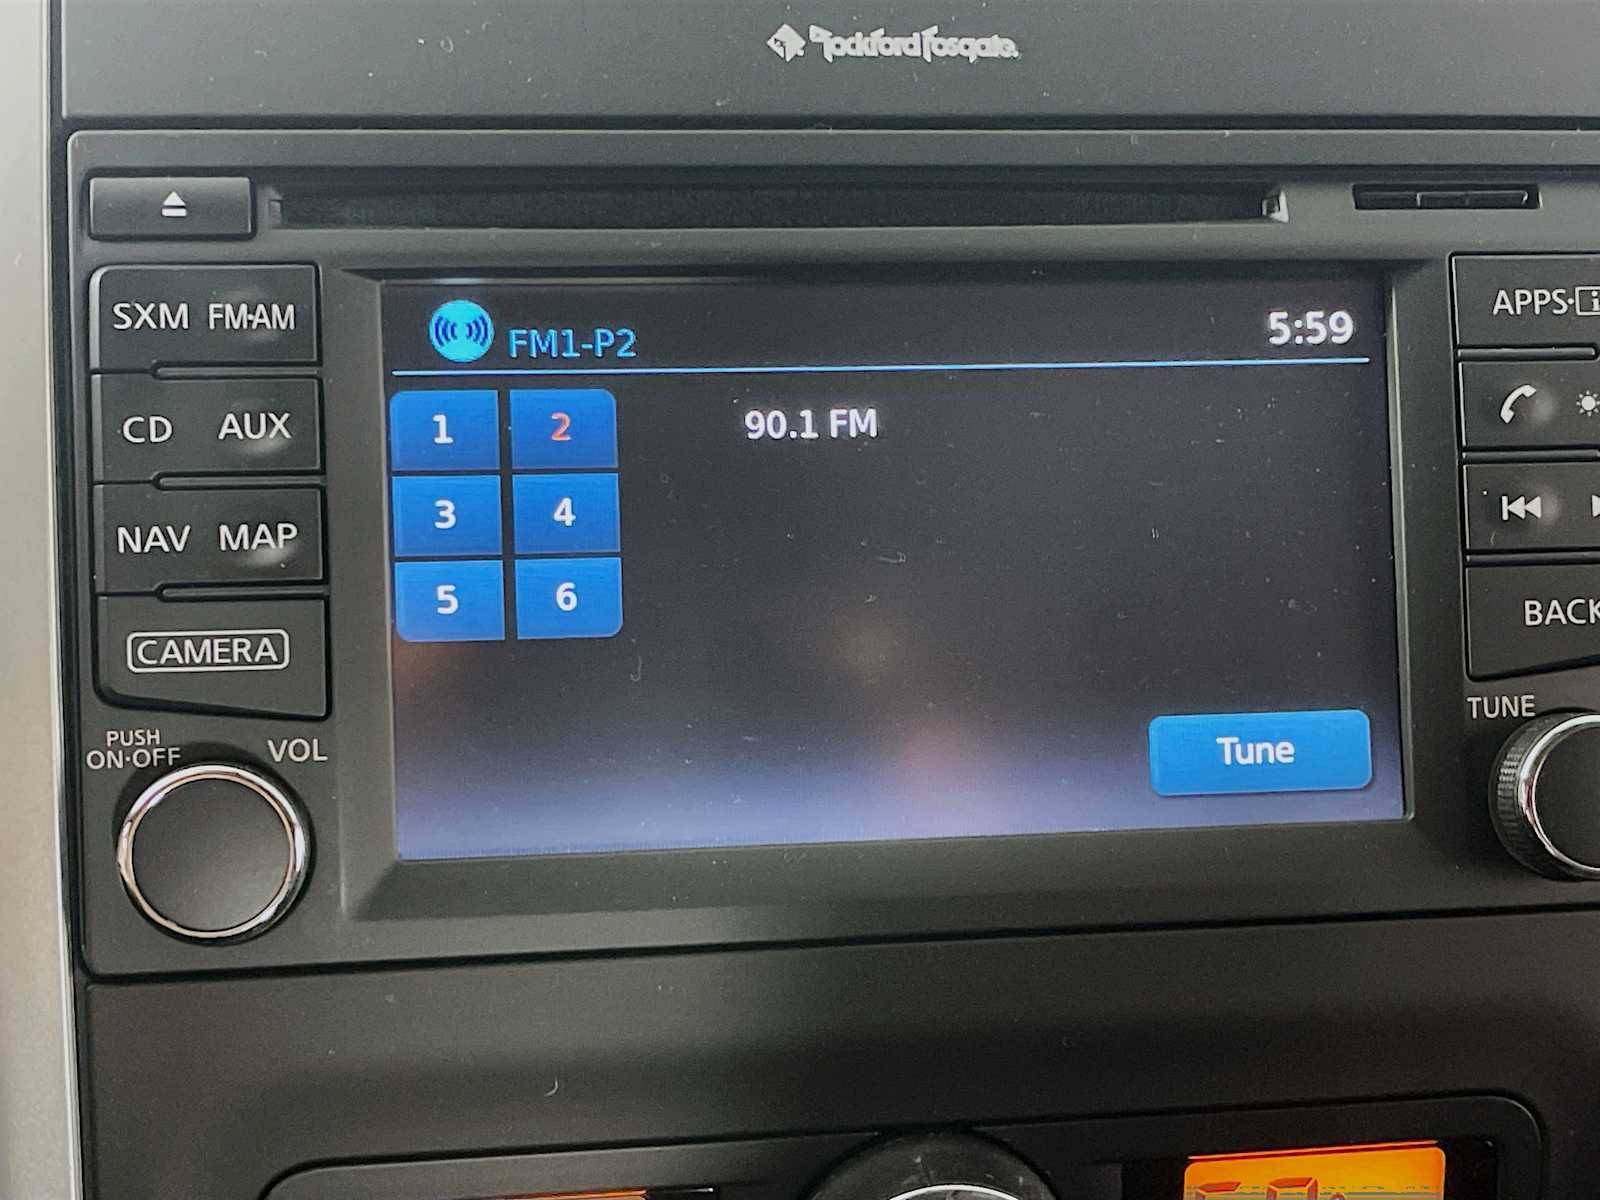 Rockford Fosgate
SXM FM·AM
CD AUX
NAV MAP
CAMERA
PUSH
ON·OFF
VOL
FM1-P2
5:59
1 2
3 4
5 6
90.1 FM
Tune
APPS·i
BACK
TUNE